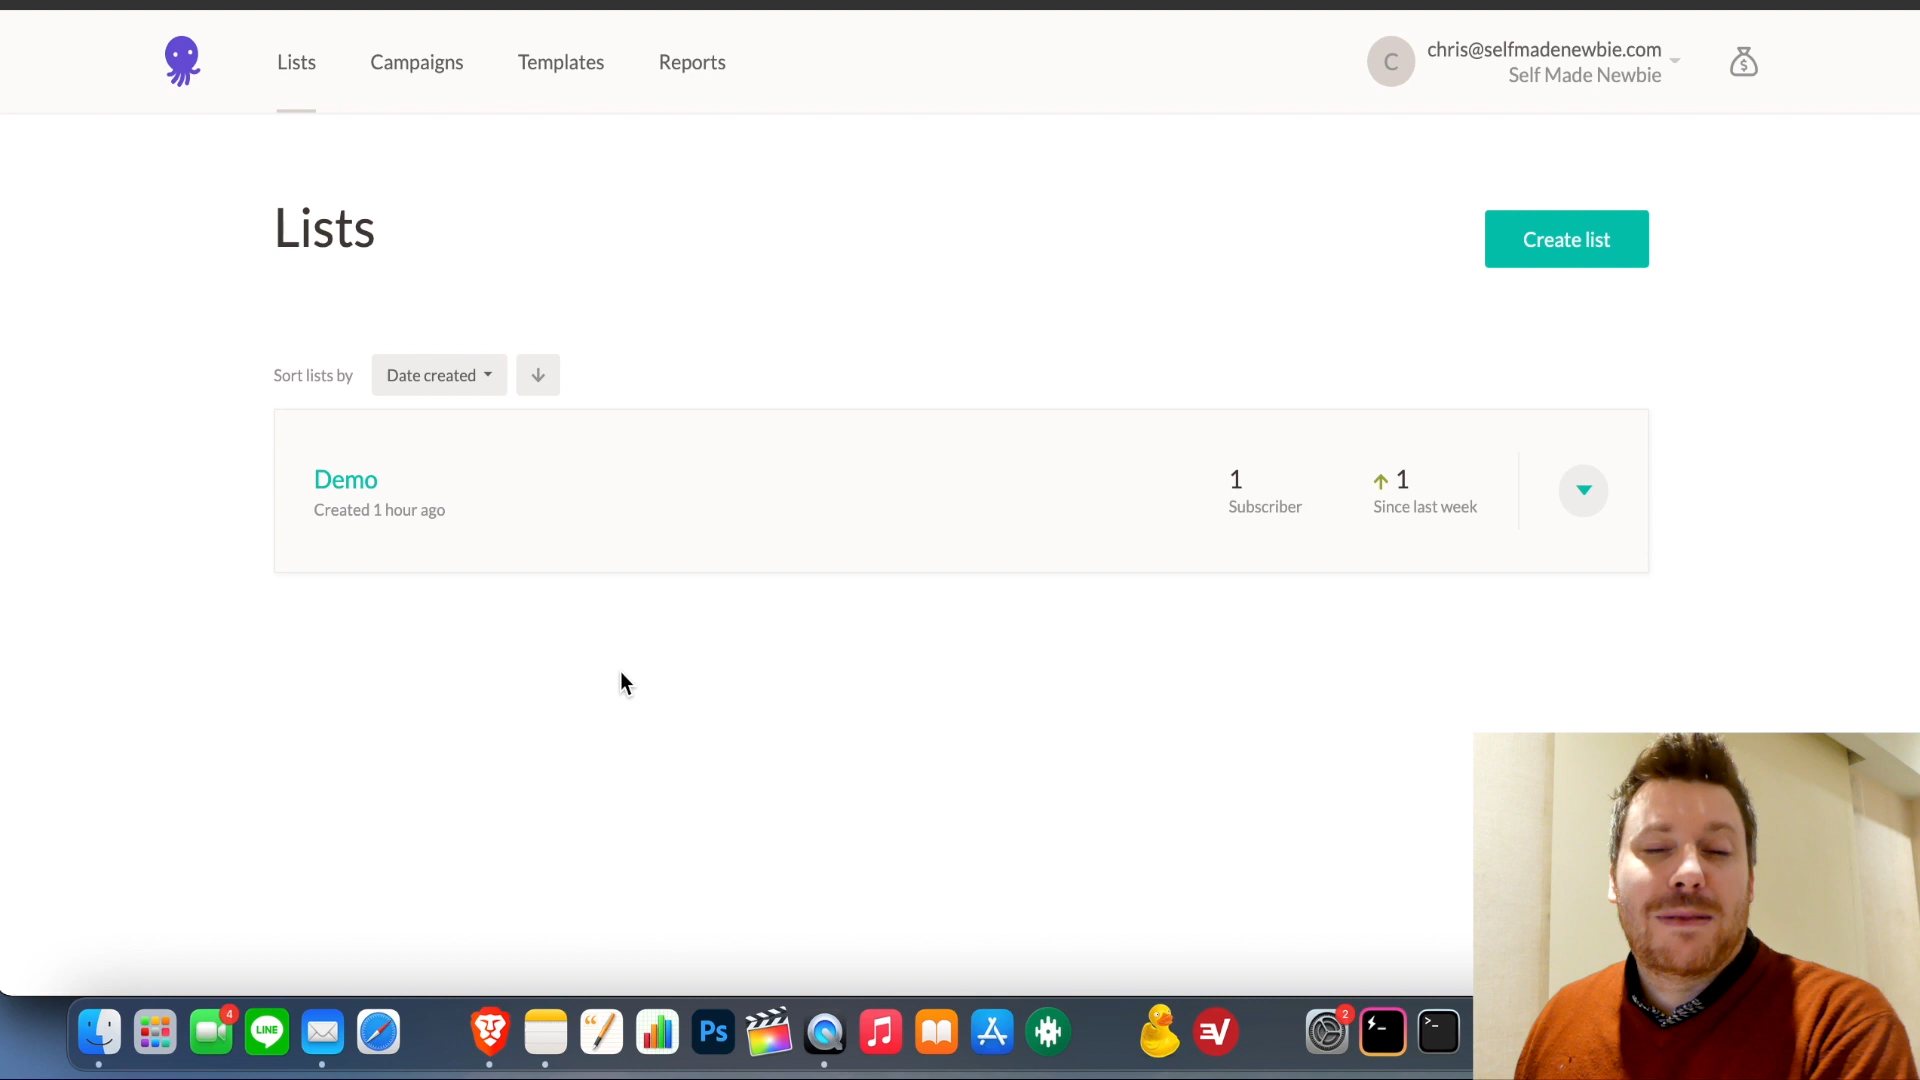 Lists
Campaigns
Templates
Reports
C
chris@selfmadenewbie.com
Self Made Newbie
$
Lists
Create list
Sort lists by
Date created
Demo
Created 1 hour ago
1
Subscriber
1
Since last week
4
LINE
Ps
2